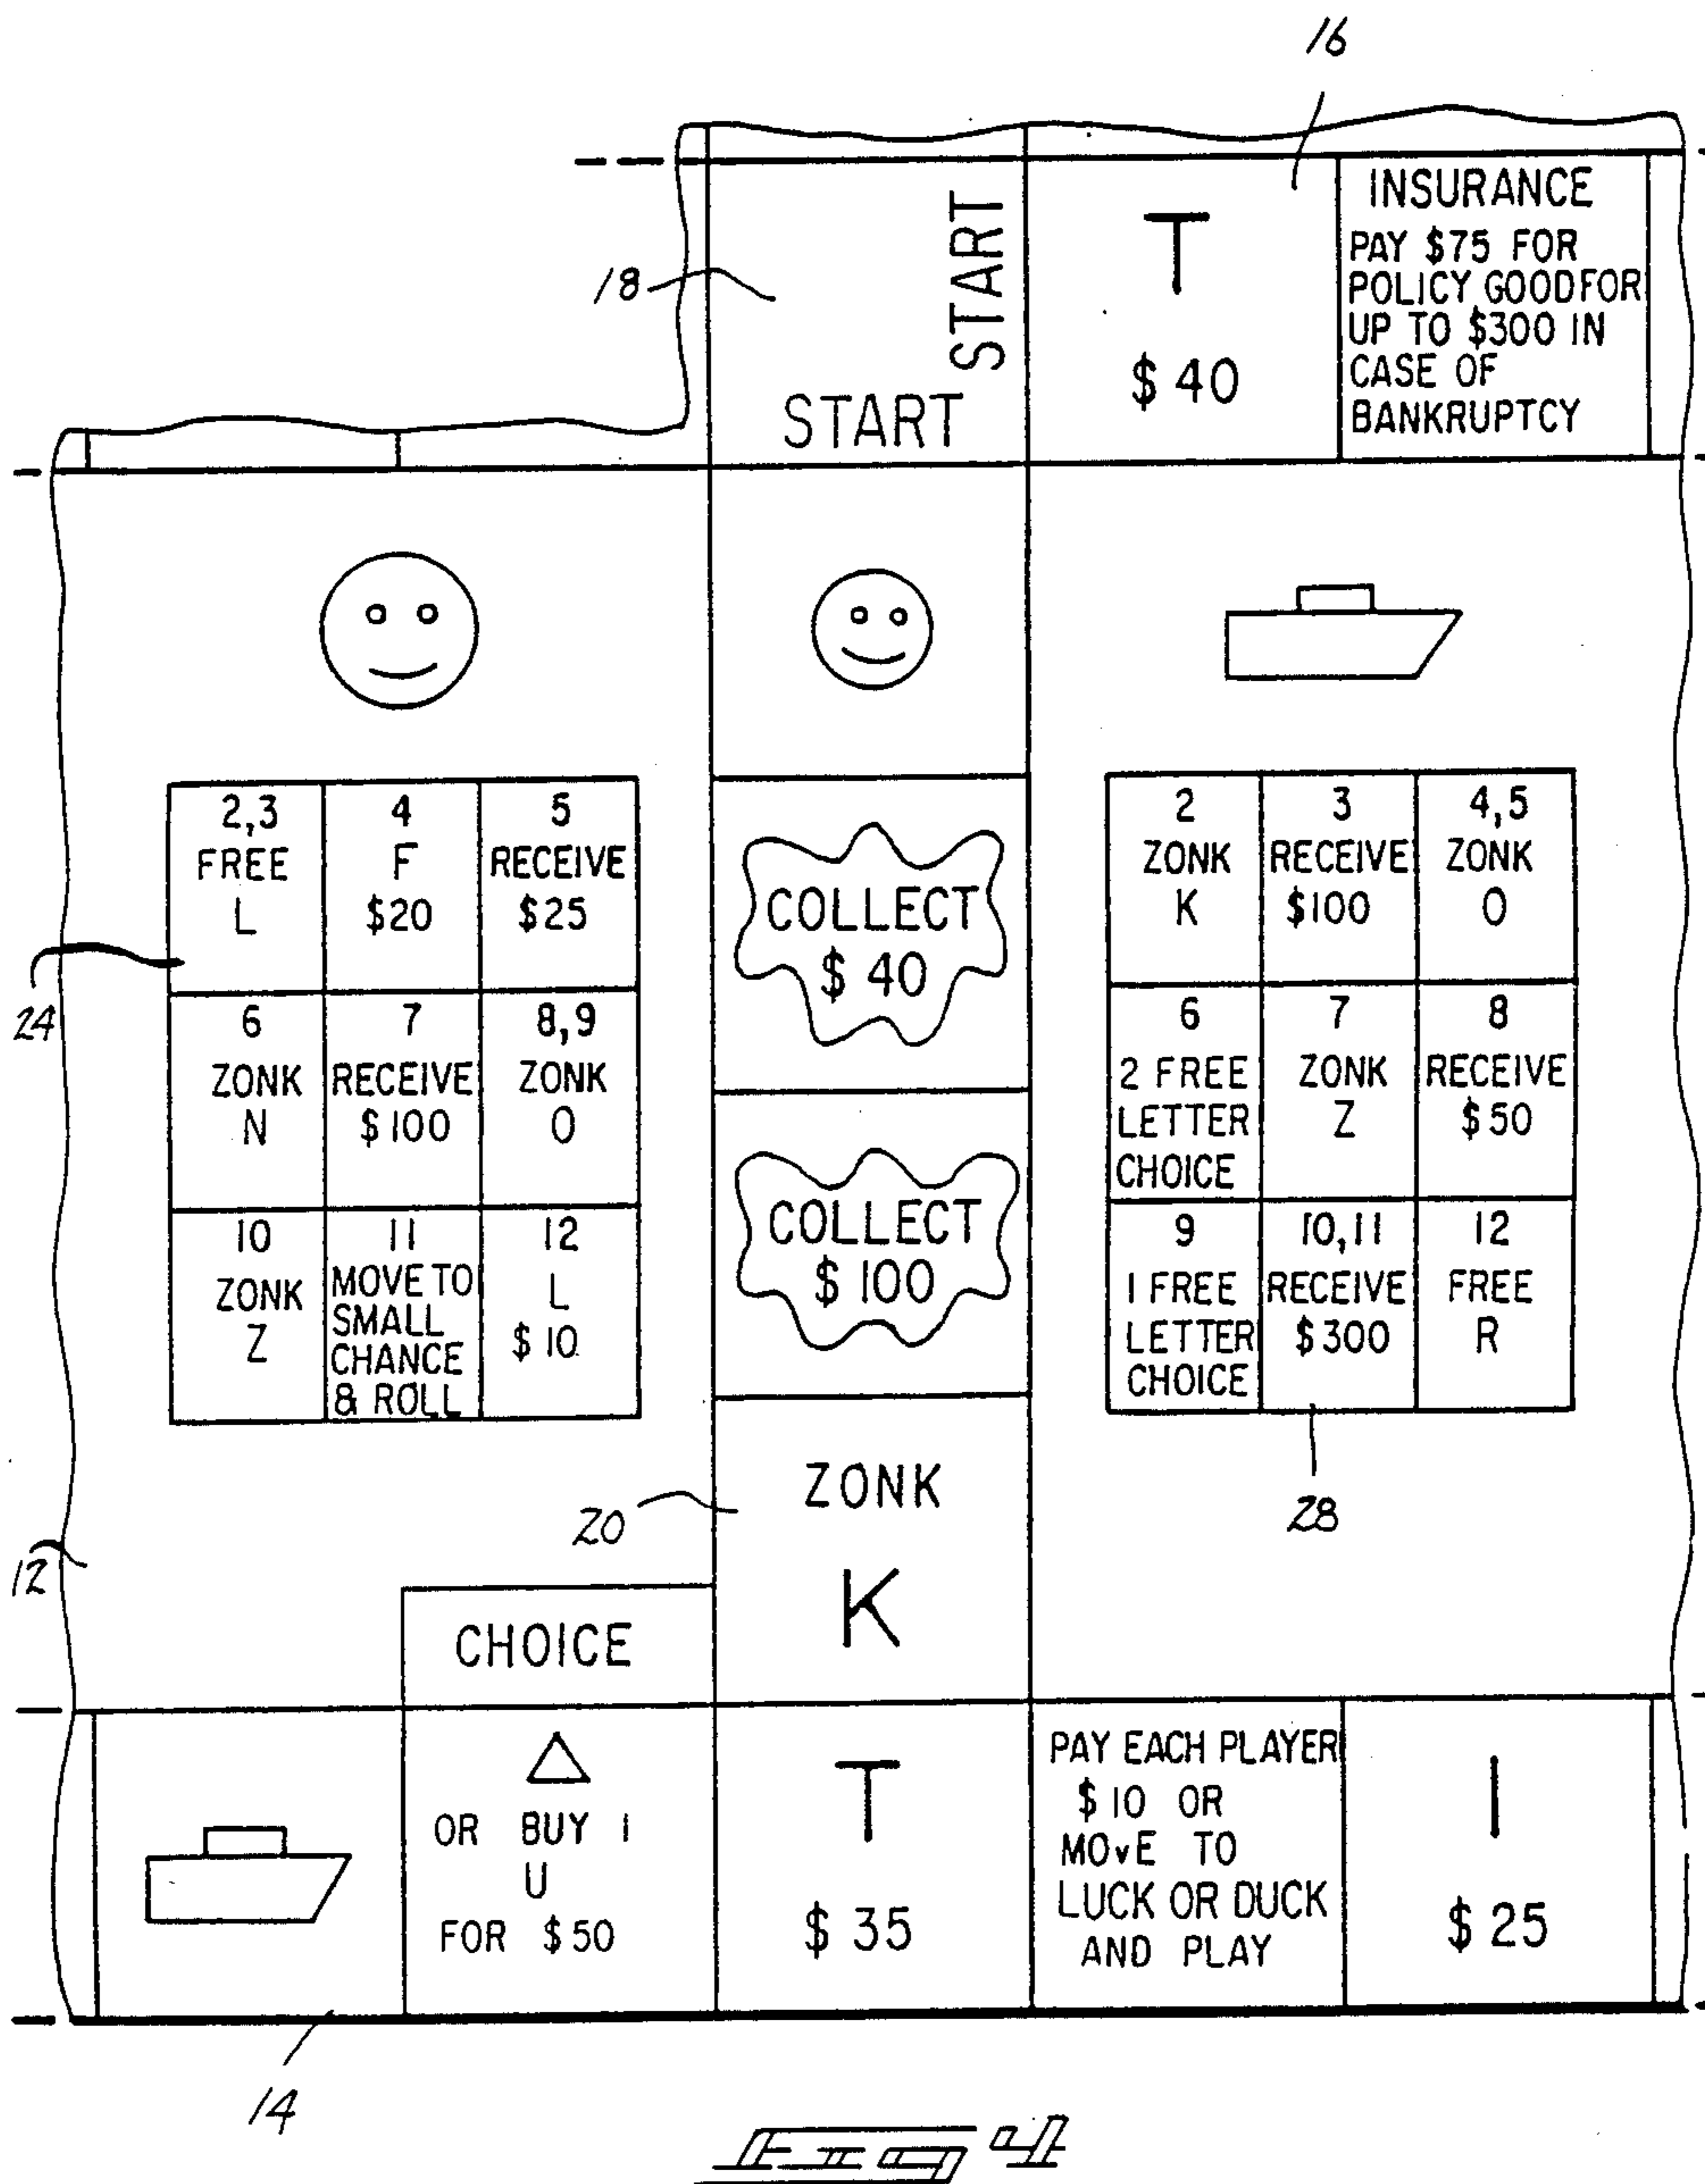 16
18
START
START
T
$ 40
INSURANCE
PAY $75 FOR
POLICY GOOD FOR
UP TO $300 IN
CASE OF
BANKRUPTCY
24
2,3
FREE
L
4
F
$20
5
RECEIVE
$25
6
ZONK
N
7
RECEIVE
$100
8,9
ZONK
O
10
ZONK
Z
11
MOVE TO
SMALL
CHANCE
& ROLL
12
L
$10
COLLECT
$ 40
COLLECT
$ 100
2
ZONK
K
3
RECEIVE
$100
4,5
ZONK
O
6
2 FREE
LETTER
CHOICE
7
ZONK
Z
8
RECEIVE
$50
9
1 FREE
LETTER
CHOICE
10,11
RECEIVE
$300
12
FREE
R
28
20
ZONK
K
12
CHOICE
OR BUY 1
U
FOR $50
T
$ 35
PAY EACH PLAYER
$10 OR
MOvE TO
LUCK OR DUCK
AND PLAY
I
$ 25
14
FIG 4